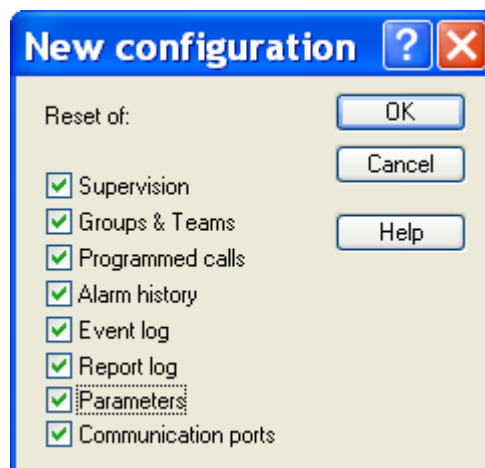 New configuration
Reset of:
OK
Cancel
Help
Supervision
Groups & Teams
Programmed calls
Alarm history
Event log
Report log
Parameters
Communication ports